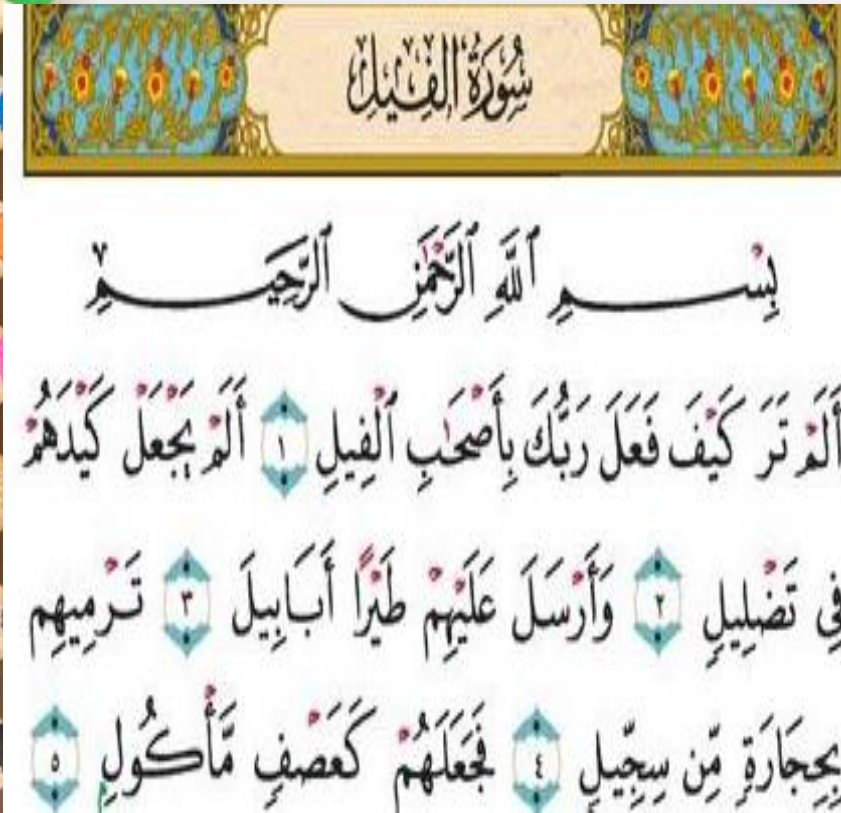 سُورَةُ الْفِيلِ
بِسْمِ ٱللَّهِ ٱلرَّحْمَٰنِ ٱلرَّحِيمِ
أَلَمْ تَرَ كَيْفَ فَعَلَ رَبُّكَ بِأَصْحَٰبِ ٱلْفِيلِ ١ أَلَمْ يَجْعَلْ كَيْدَهُمْ
فِى تَضْلِيلٍ ٢ وَأَرْسَلَ عَلَيْهِمْ طَيْرًا أَبَابِيلَ ٣ تَرْمِيهِم
بِحِجَارَةٍ مِّن سِجِّيلٍ ٤ فَجَعَلَهُمْ كَعَصْفٍ مَّأْكُولٍ ٥